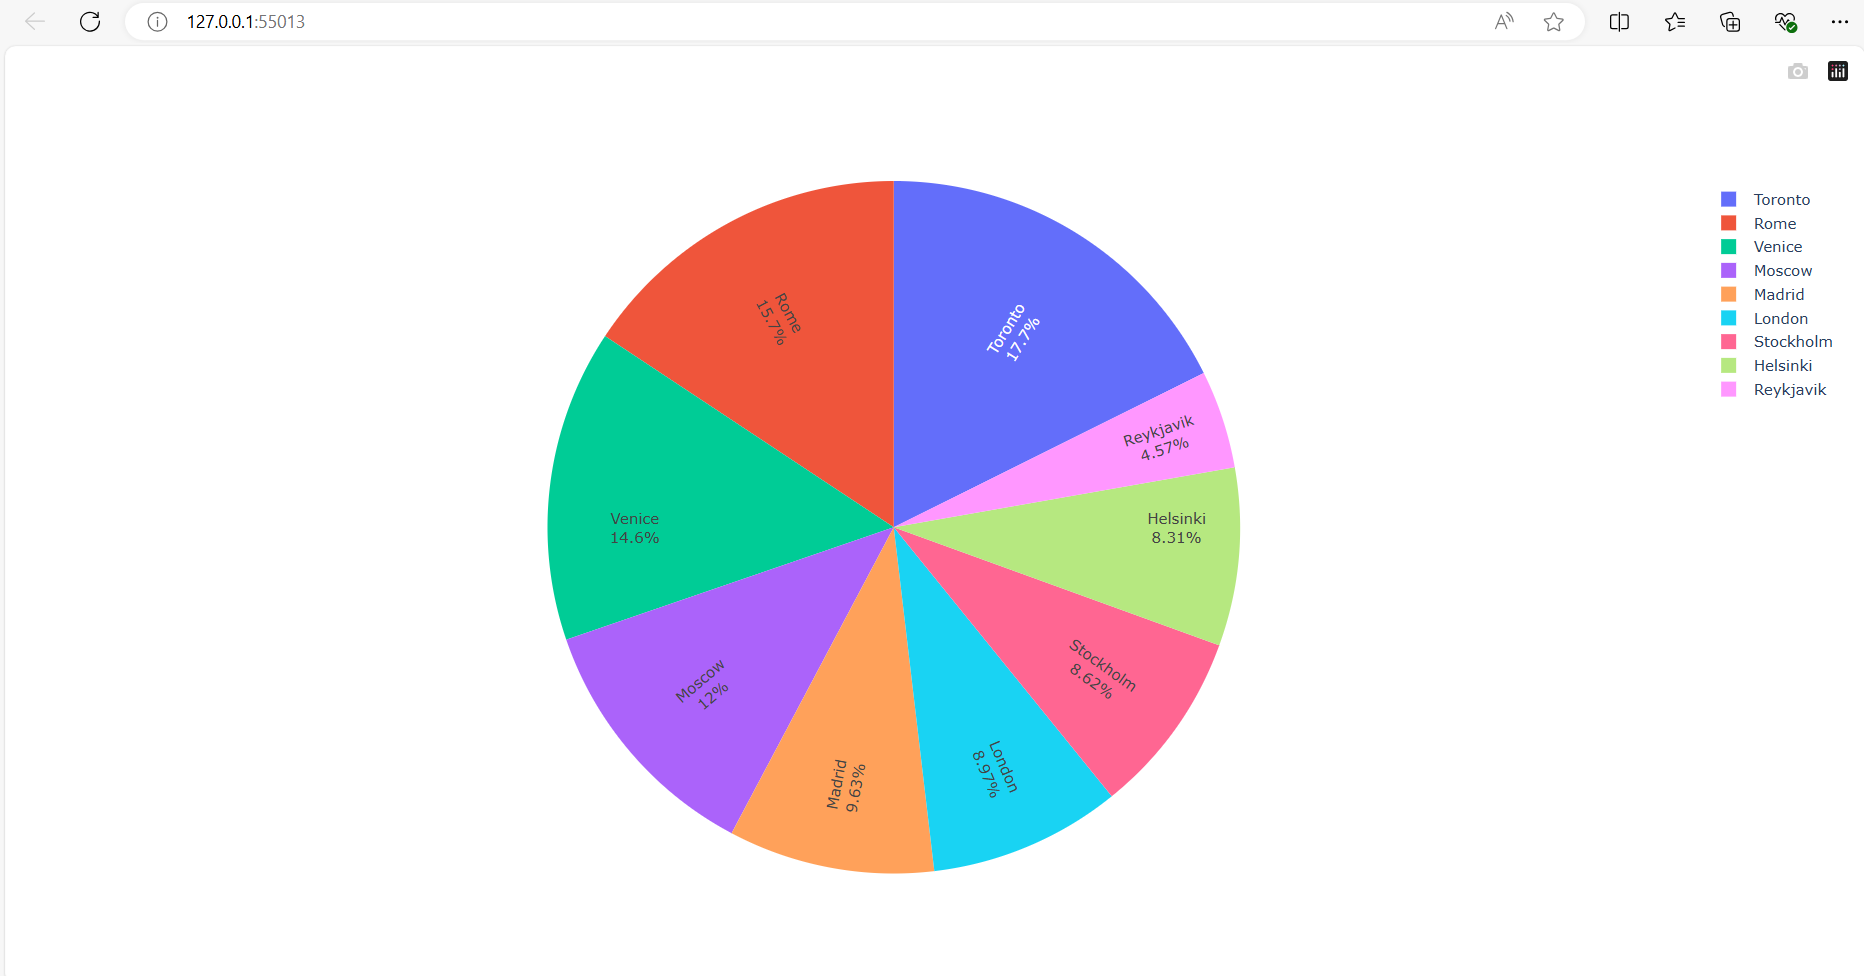 127.0.0.1:55013
Toronto
17.7%
Rome
15.7%
Venice
14.6%
Moscow
12%
Madrid
9.63%
London
8.97%
Stockholm
8.62%
Helsinki
8.31%
Reykjavik
4.57%
Toronto
Rome
Venice
Moscow
Madrid
London
Stockholm
Helsinki
Reykjavik